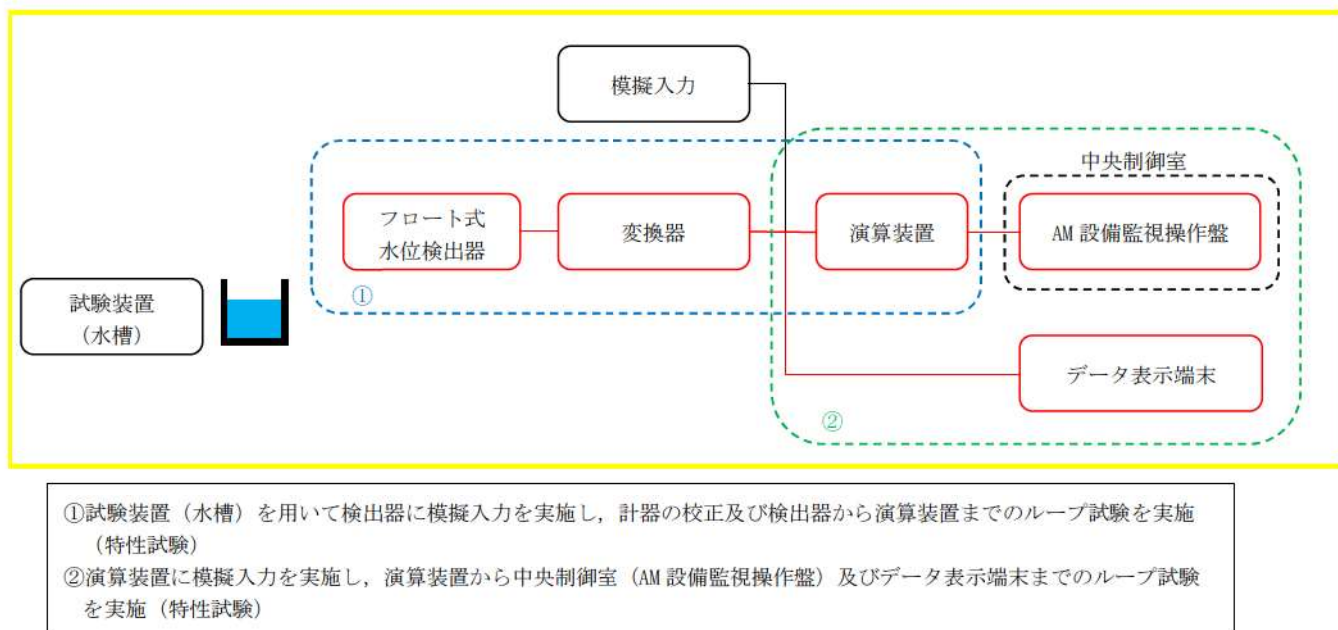 模擬入力
中央制御室
フロート式
水位検出器
変換器
演算装置
AM 設備監視操作盤
①
試験装置
（水槽）
データ表示端末
②
①試験装置（水槽）を用いて検出器に模擬入力を実施し，計器の校正及び検出器から演算装置までのループ試験を実施
（特性試験）
②演算装置に模擬入力を実施し，演算装置から中央制御室（AM 設備監視操作盤）及びデータ表示端末までのループ試験
を実施（特性試験）